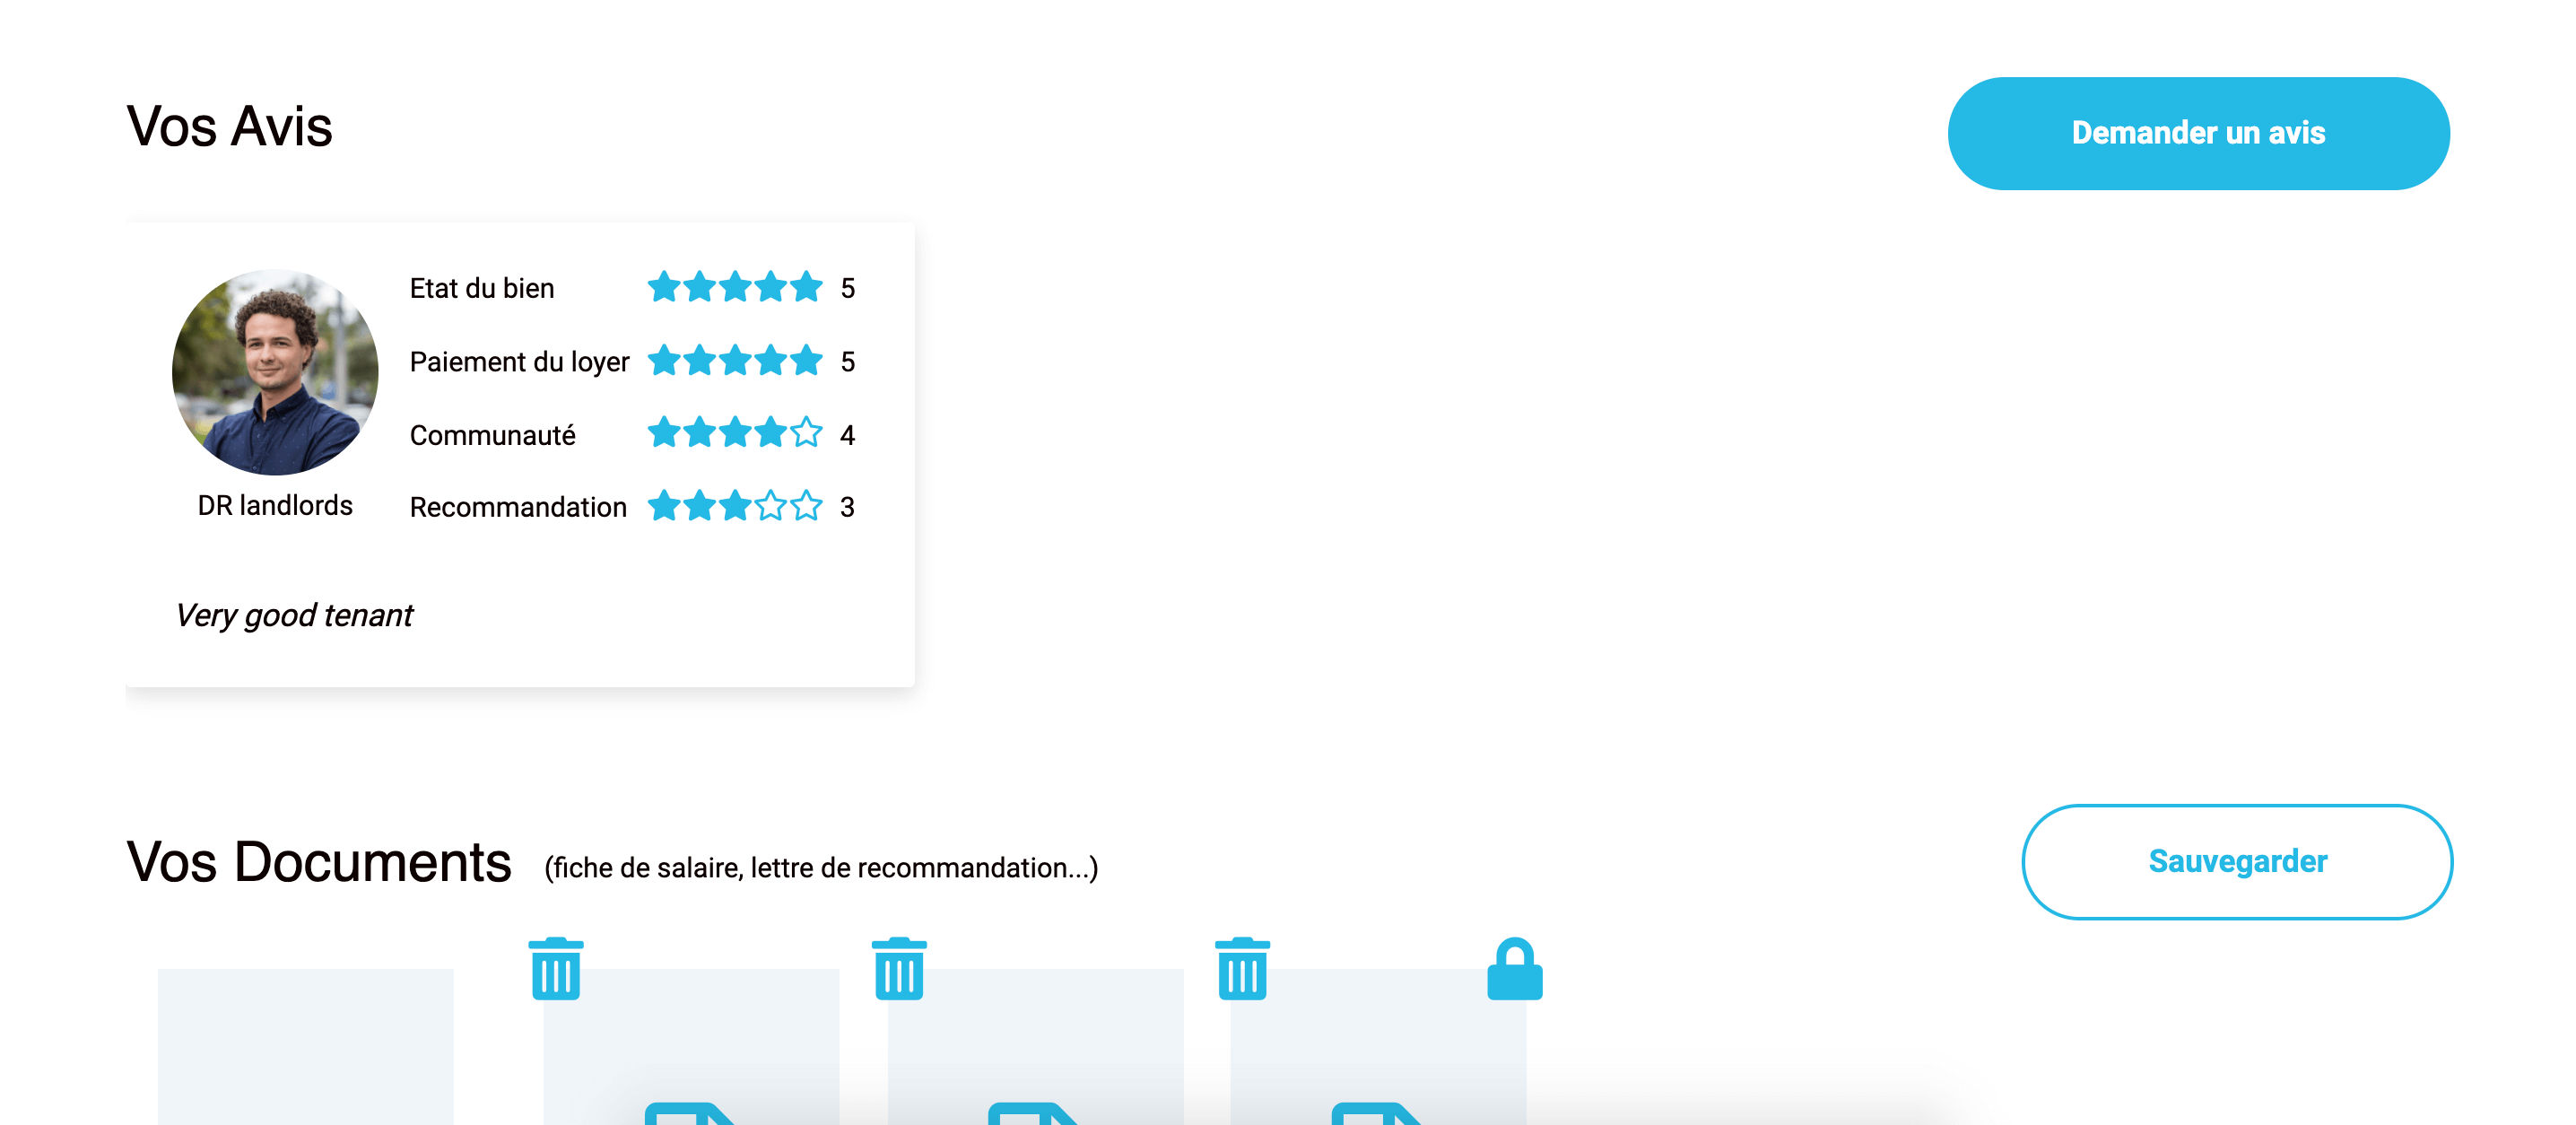 Vos Avis
Demander un avis
Etat du bien 5
Paiement du loyer 5
Communauté 4
Recommandation 3
DR landlords
Very good tenant
Vos Documents (fiche de salaire, lettre de recommandation...)
Sauvegarder